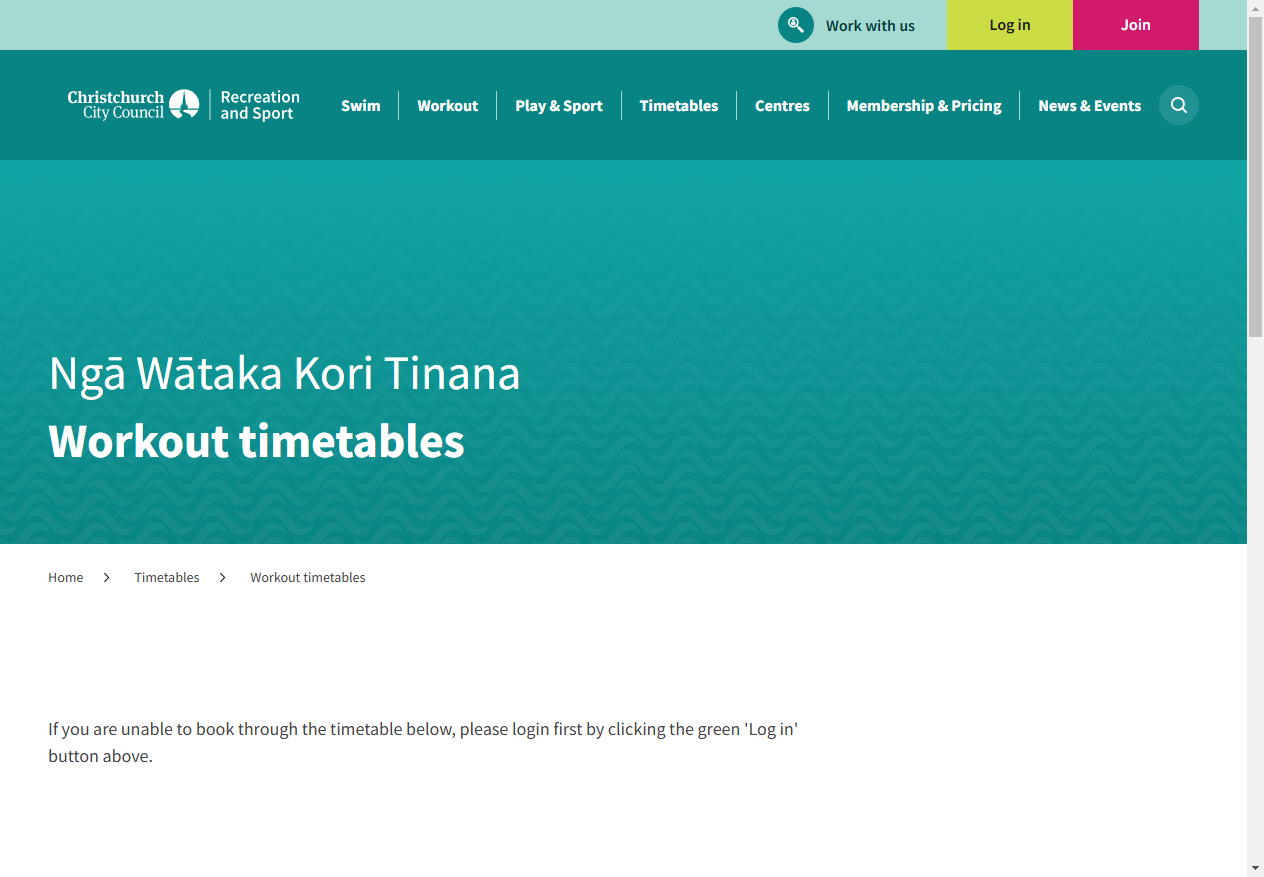 Work with us
Log in
Join
Christchurch
City Council
Recreation
and Sport
Swim
Workout
Play & Sport
Timetables
Centres
Membership & Pricing
News & Events
Ngā Wātaka Kori Tinana
Workout timetables
Home
Timetables
Workout timetables
If you are unable to book through the timetable below, please login first by clicking the green 'Log in'
button above.